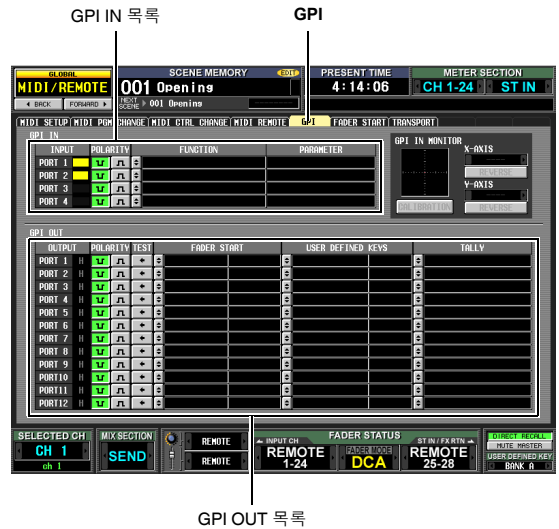 GPI IN 목록
GPI
GLOBAL
MIDI/REMOTE
BACK FORWARD
SCENE MEMORY EDIT
001 Opening
NEXT SCENE 001 Opening
PRESENT TIME
4:14:06
METER SECTION
CH 1-24 ST IN
MIDI SETUP MIDI PGM CHANGE MIDI CTRL CHANGE MIDI REMOTE GPI FADER START TRANSPORT
GPI IN
INPUT POLARITY FUNCTION PARAMETER
PORT 1
PORT 2
PORT 3
PORT 4
GPI IN MONITOR
X-AXIS
REVERSE
Y-AXIS
CALIBRATION REVERSE
GPI OUT
OUTPUT POLARITY TEST FADER START USER DEFINED KEYS TALLY
PORT 1 H
PORT 2 H
PORT 3 H
PORT 4 H
PORT 5 H
PORT 6 H
PORT 7 H
PORT 8 H
PORT 9 H
PORT10 H
PORT11 H
PORT12 H
SELECTED CH
CH 1
ch 1
MIX SECTION
SEND
REMOTE
REMOTE
FADER STATUS
INPUT CH
REMOTE
1-24
FADER MODE
DCA
ST IN / FX RTN
REMOTE
25-28
DIRECT RECALL
MUTE MASTER
USER DEFINED KEY
BANK A
GPI OUT 목록